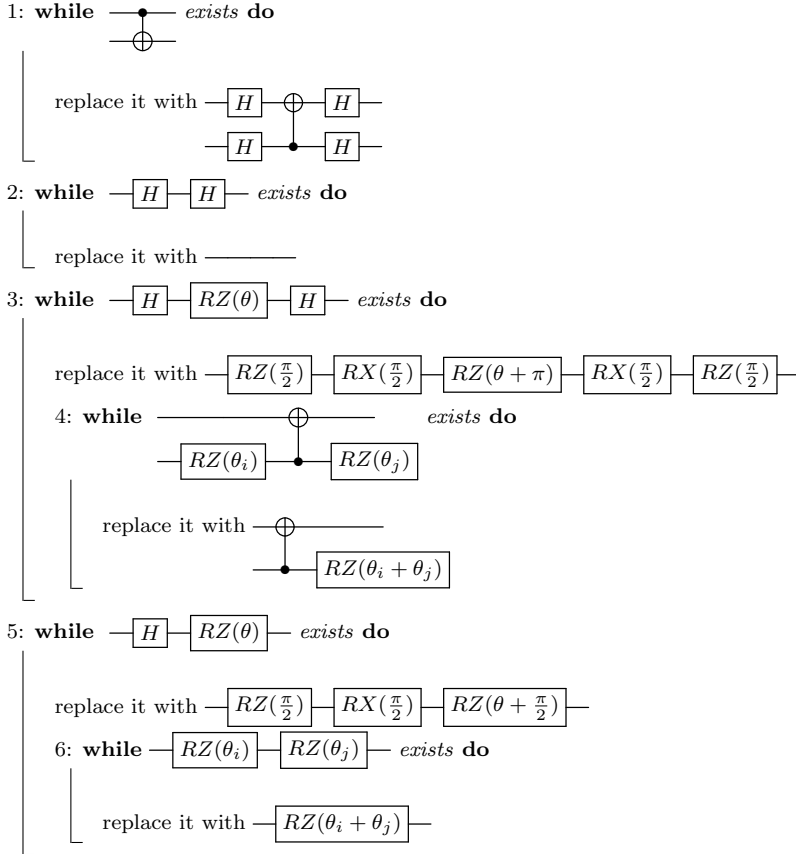 1: while exists do
replace it with H H
H H
2: while H H exists do
replace it with
3: while H RZ(θ) H exists do
replace it with RZ(π/2) RX(π/2) RZ(θ + π) RX(π/2) RZ(π/2)
4: while exists do
RZ(θi) RZ(θj)
replace it with
RZ(θi + θj)
5: while H RZ(θ) exists do
replace it with RZ(π/2) RX(π/2) RZ(θ + π/2)
6: while RZ(θi) RZ(θj) exists do
replace it with RZ(θi + θj)